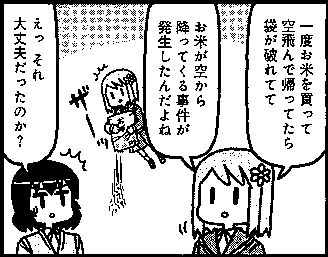 一度お米を買って
空飛んで帰ってたら
袋が破れてて
お米が空から
降ってくる事件が
発生したんだよね
ザーー
えっ それ
大丈夫だったのか？